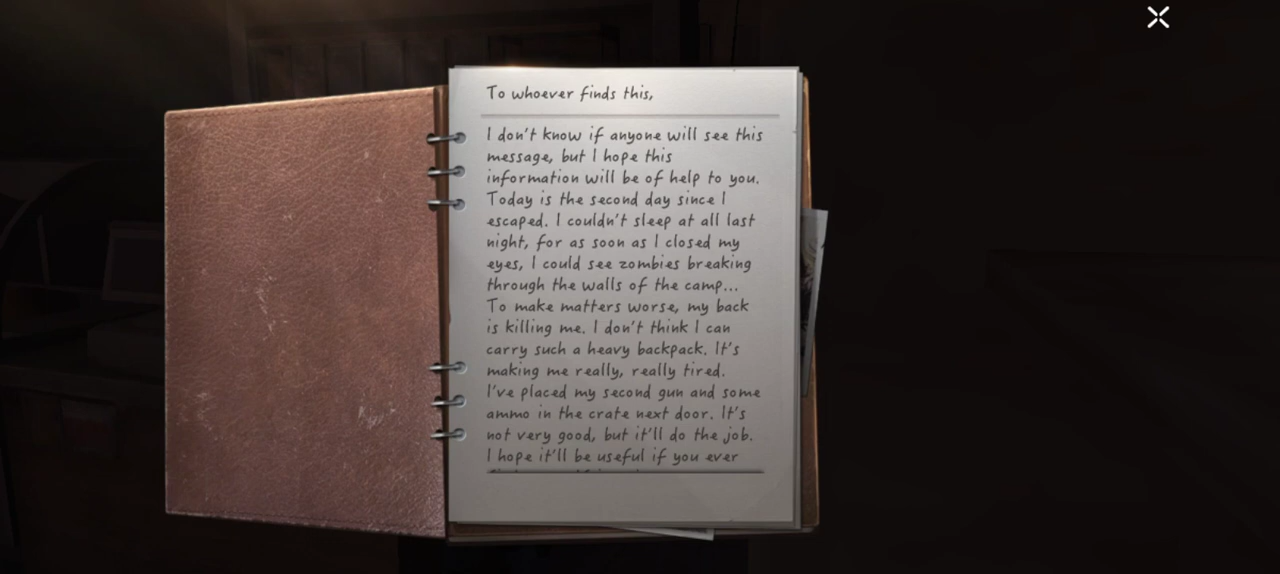 To whoever finds this,
I don't know if anyone will see this
message, but I hope this
information will be of help to you.
Today is the second day since I
escaped. I couldn't sleep at all last
night, for as soon as I closed my
eyes, I could see zombies breaking
through the walls of the camp...
To make matters worse, my back
is killing me. I don't think I can
carry such a heavy backpack. It's
making me really, really tired.
I've placed my second gun and some
ammo in the crate next door. It's
not very good, but it'll do the job.
I hope it'll be useful if you ever